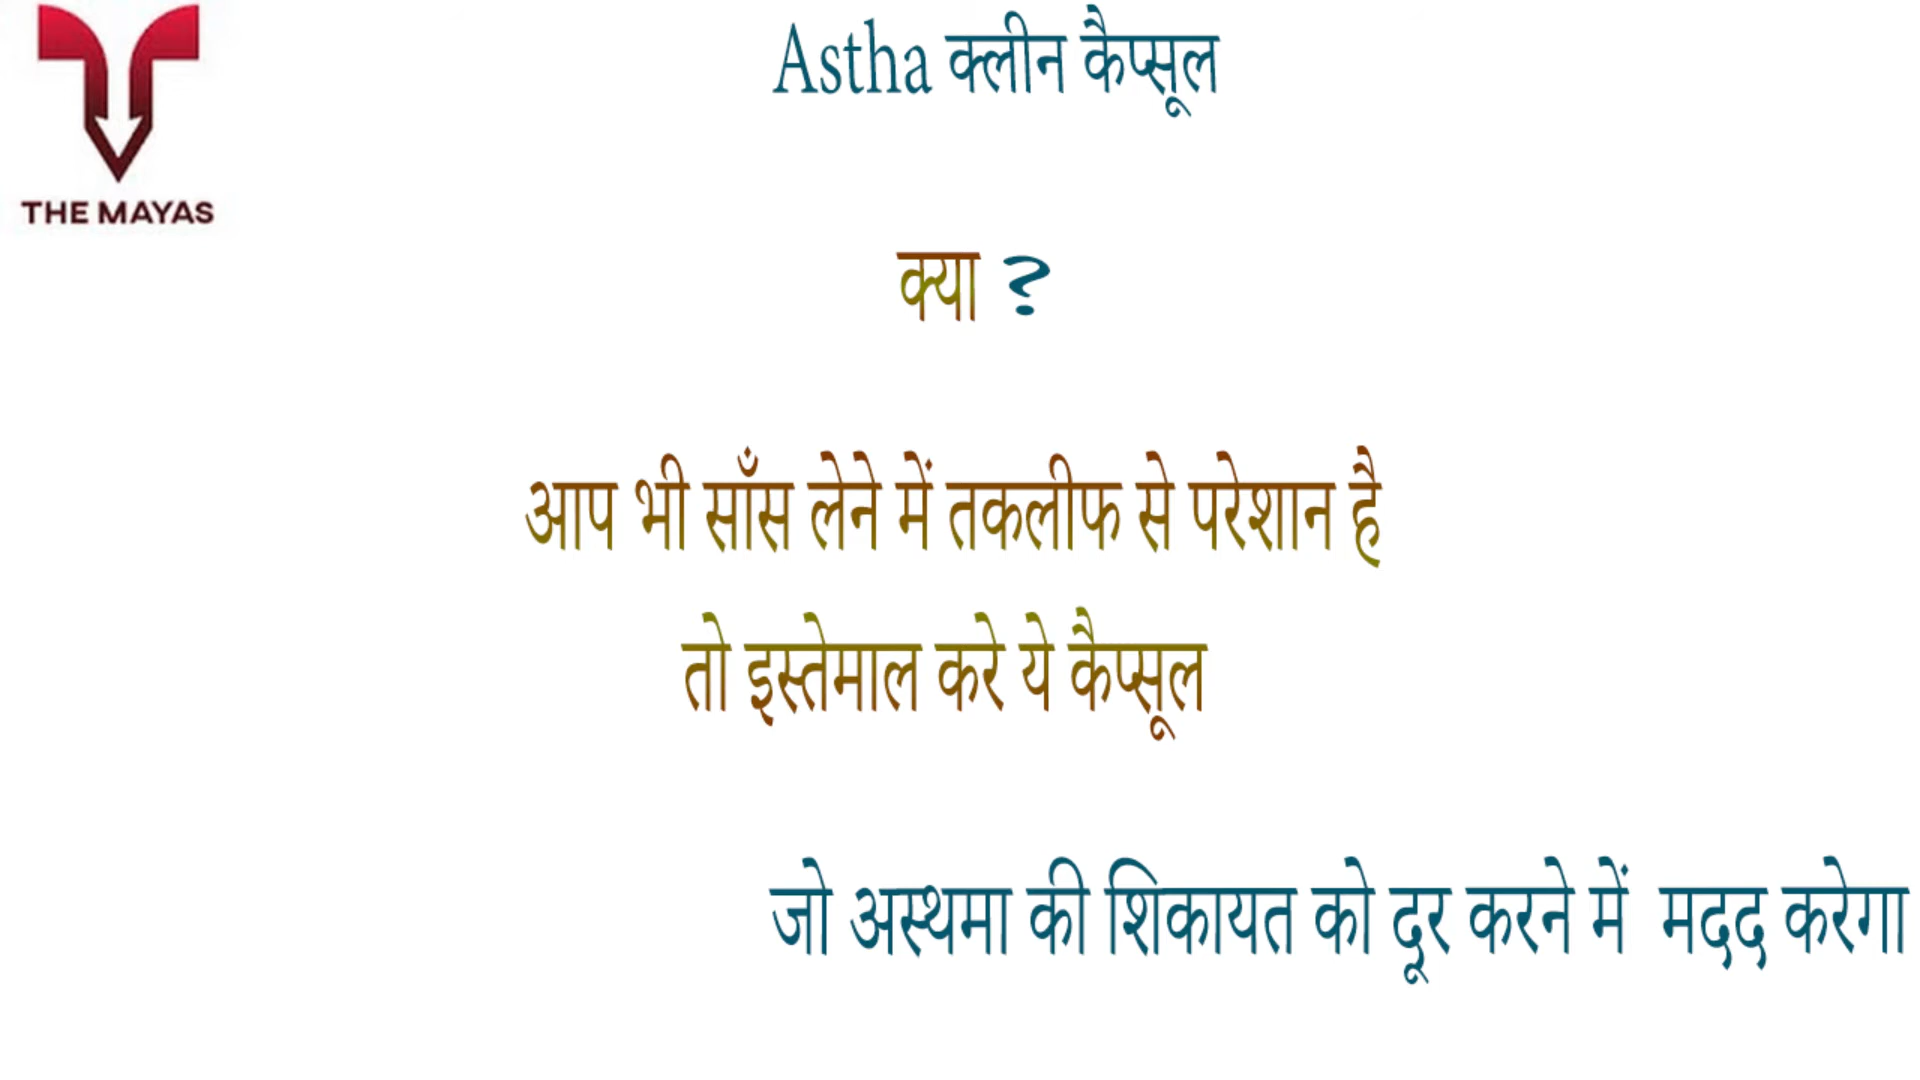 THE MAYAS
Astha क्लीन कैप्सूल
क्या ?
आप भी साँस लेने में तकलीफ से परेशान है
तो इस्तेमाल करे ये कैप्सूल
जो अस्थमा की शिकायत को दूर करने में मदद करेगा